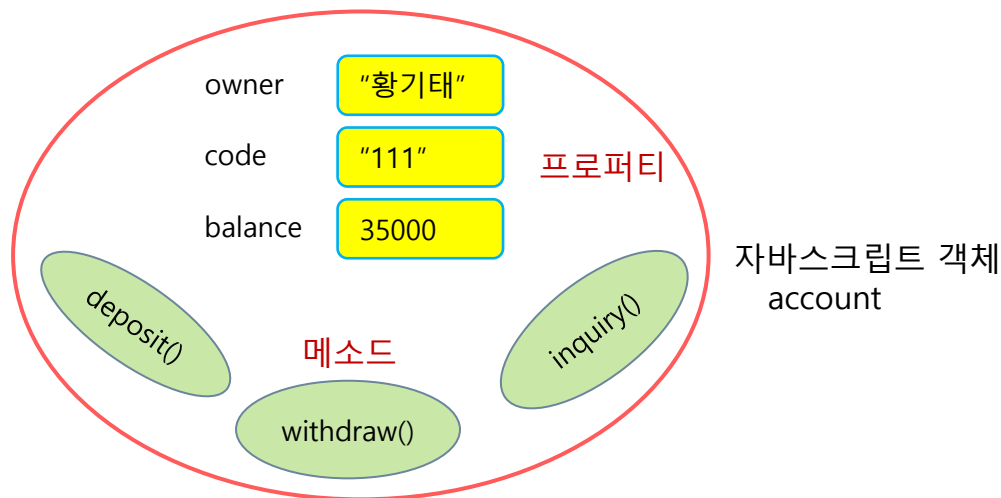 owner "황기태"
code "111"
프로퍼티
balance 35000
자바스크립트 객체
account
deposit()
메소드
inquiry()
withdraw()